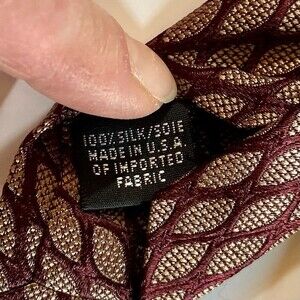 100% SILK/SOIE
MADE IN U.S.A.
OF IMPORTED
FABRIC